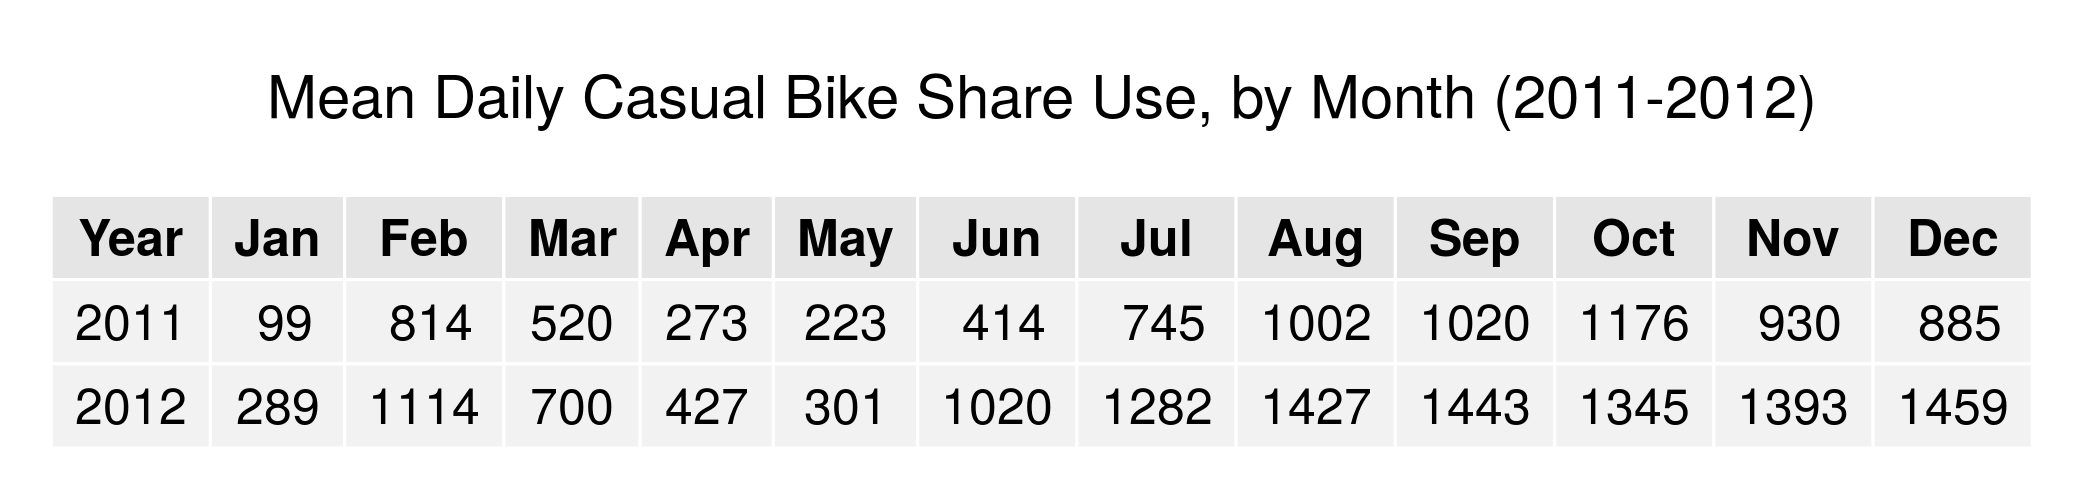 Mean Daily Casual Bike Share Use, by Month (2011-2012)
Year Jan Feb Mar Apr May Jun Jul Aug Sep Oct Nov Dec
2011 99 814 520 273 223 414 745 1002 1020 1176 930 885
2012 289 1114 700 427 301 1020 1282 1427 1443 1345 1393 1459